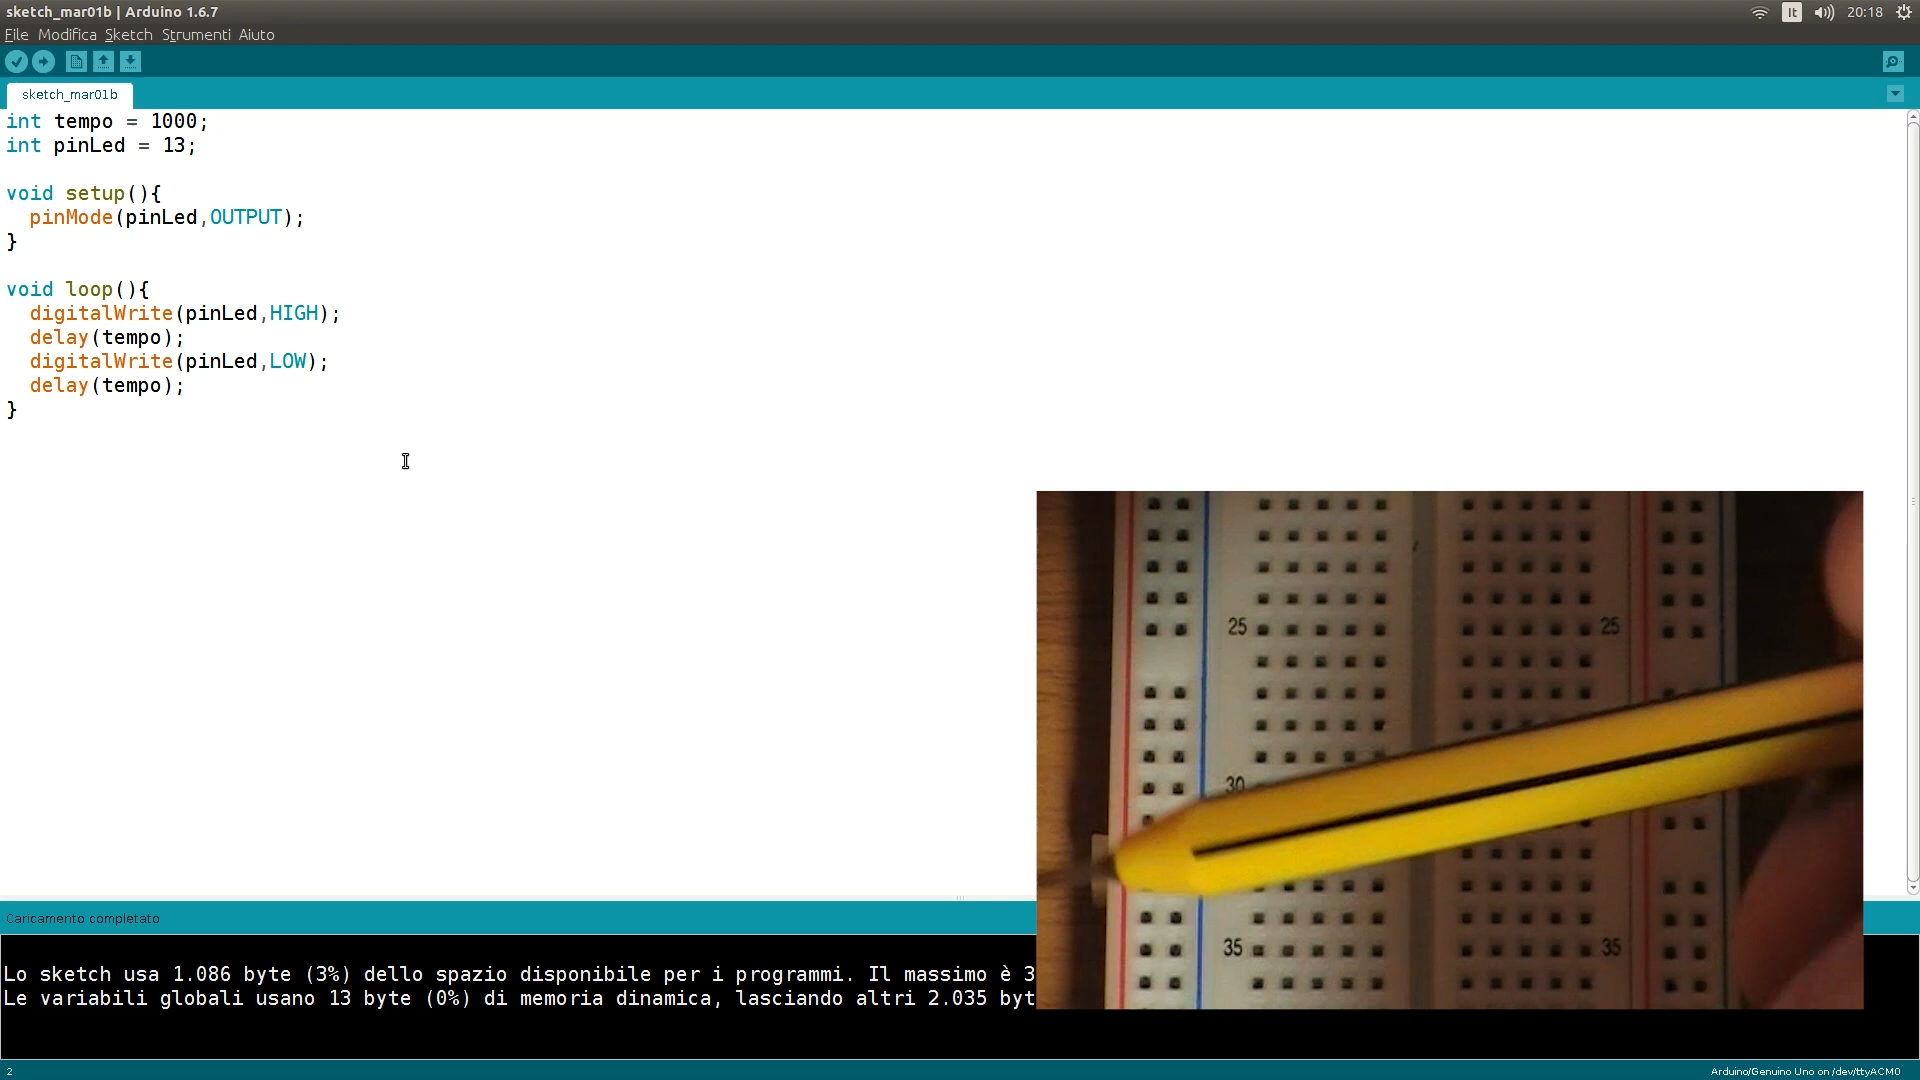 sketch_mar01b | Arduino 1.6.7
It
20:18
File Modifica Sketch Strumenti Aiuto
sketch_mar01b
int tempo = 1000;
int pinLed = 13;
void setup(){
pinMode(pinLed,OUTPUT);
}
void loop(){
digitalWrite(pinLed,HIGH);
delay(tempo);
digitalWrite(pinLed,LOW);
delay(tempo);
}
25
25
30
35
35
Caricamento completato
Lo sketch usa 1.086 byte (3%) dello spazio disponibile per i programmi. Il massimo è 3
Le variabili globali usano 13 byte (0%) di memoria dinamica, lasciando altri 2.035 byt
2
Arduino/Genuino Uno on /dev/ttyACM0